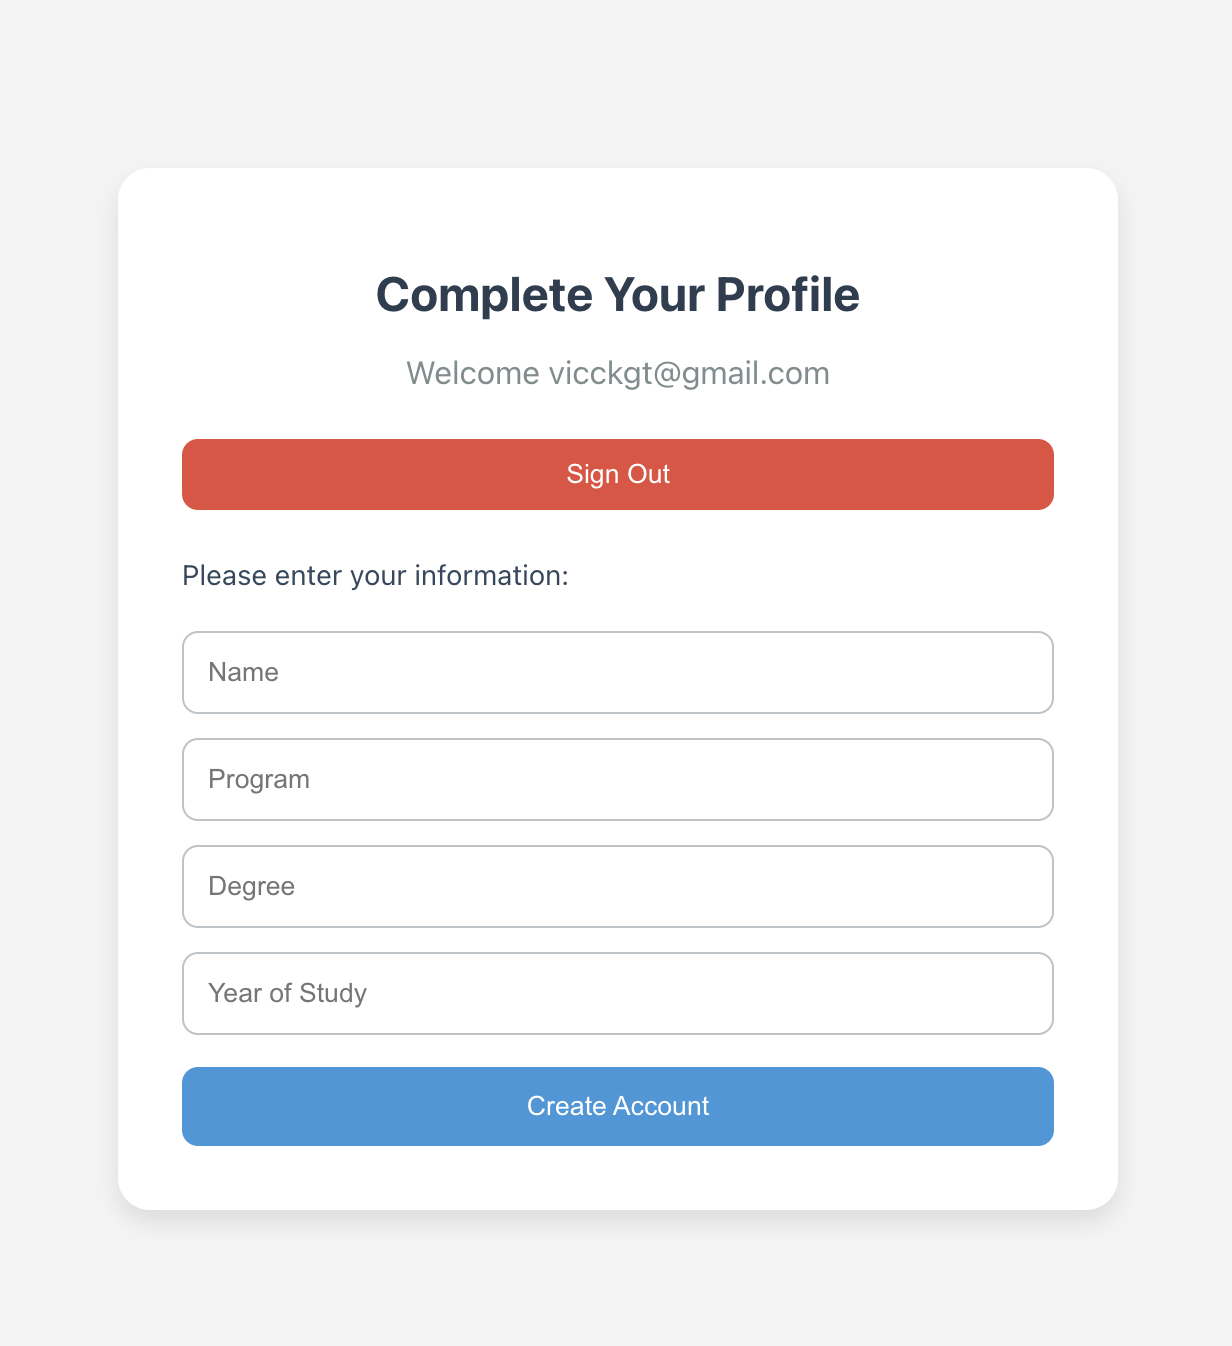 Complete Your Profile
Welcome vicckgt@gmail.com
Sign Out
Please enter your information:
Name
Program
Degree
Year of Study
Create Account